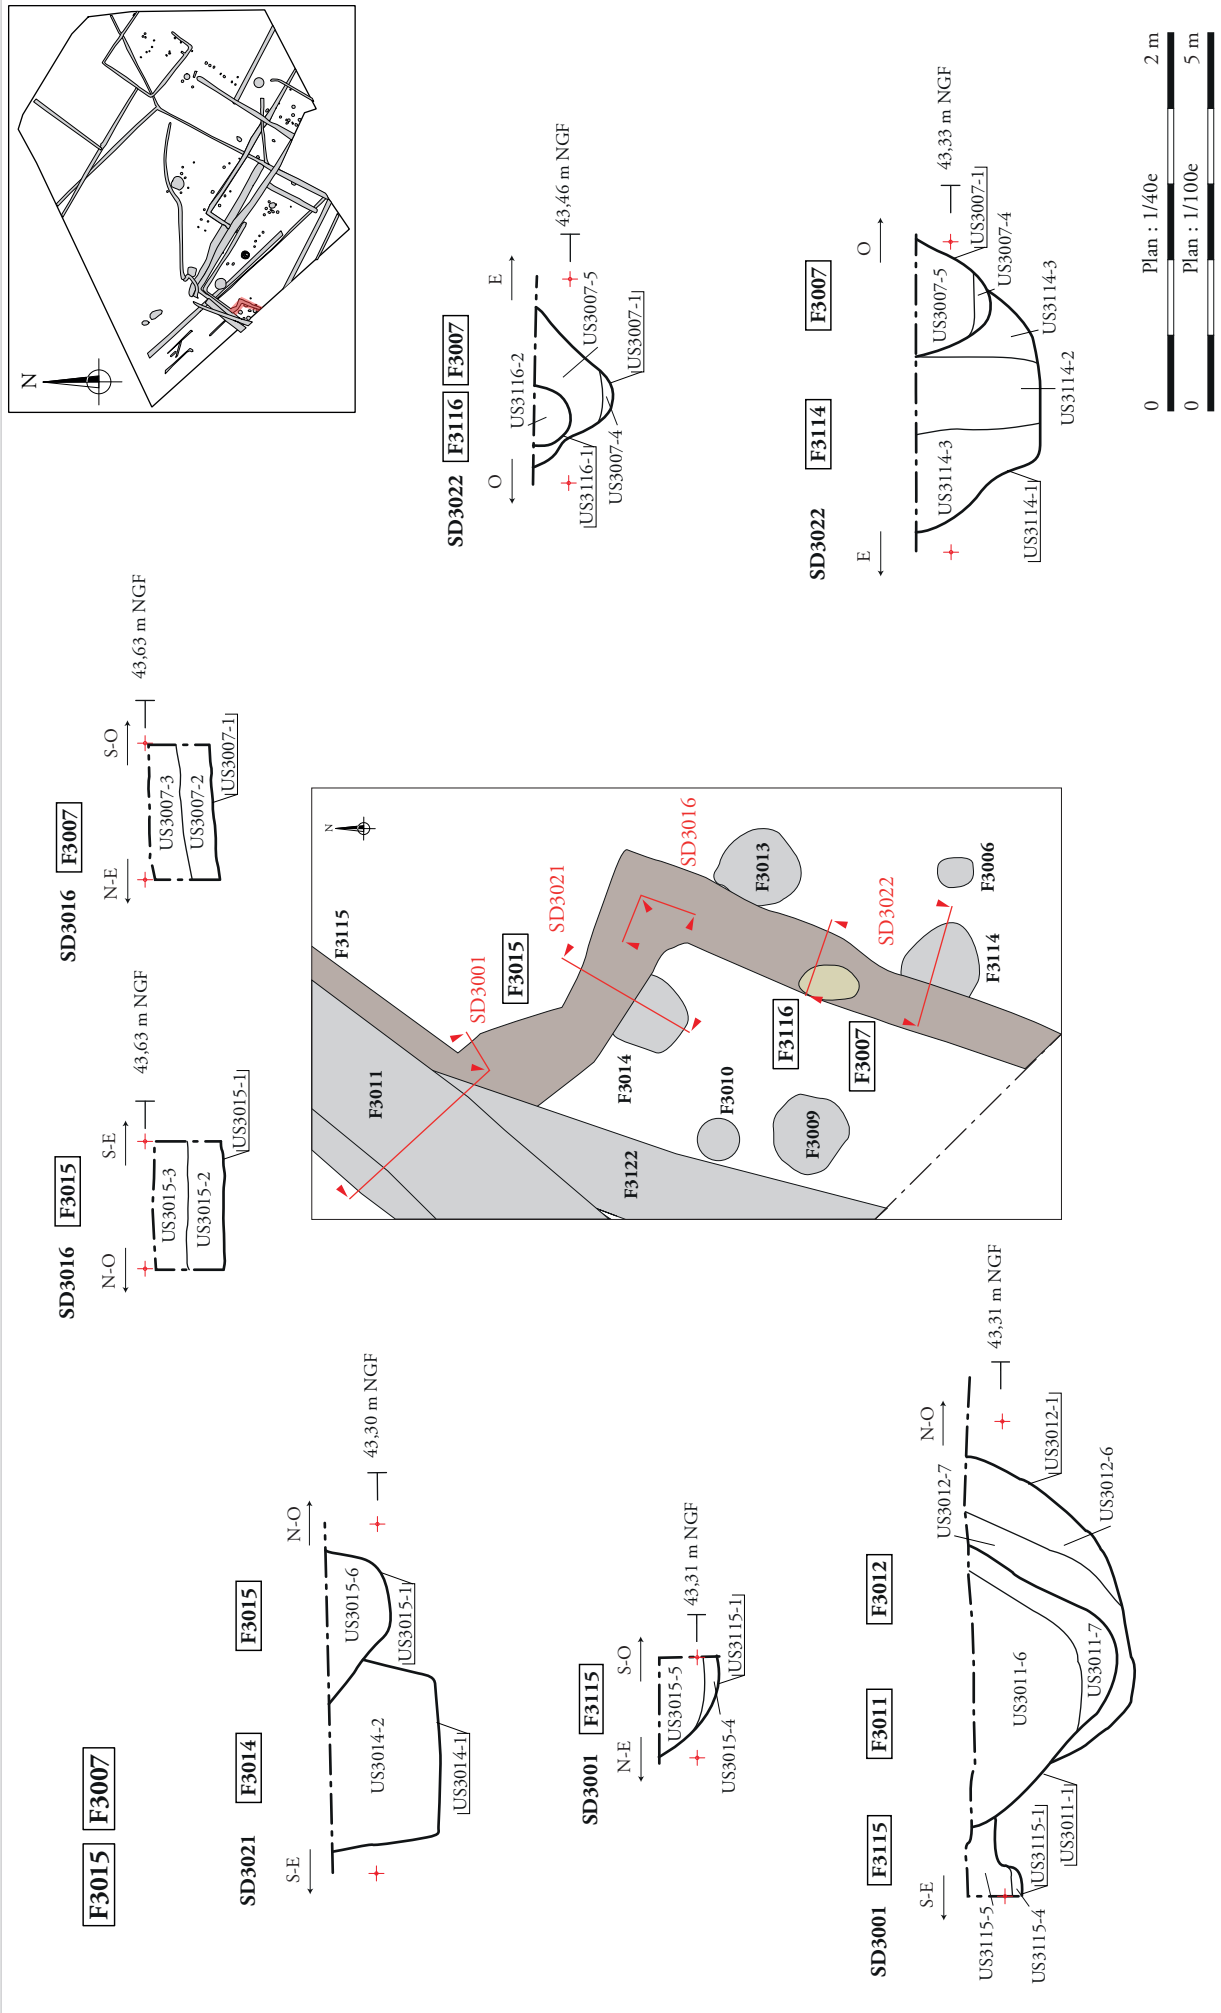 F3015 F3007
SD3021 F3014 F3015
S-E
N-O
43,30 m NGF
US3015-6
US3015-1
US3014-2
US3014-1
SD3001 F3115
N-E
S-O
43,31 m NGF
US3015-5
US3115-1
US3015-4
SD3001 F3115 F3011 F3012
S-E
N-O
43,31 m NGF
US3012-7
US3012-1
US3012-6
US3011-6
US3011-7
US3115-5
US3115-4
US3115-1
US3011-1
SD3016 F3015
N-O
S-E
43,63 m NGF
US3015-3
US3015-2
US3015-1
SD3016 F3007
N-E
S-O
43,63 m NGF
US3007-3
US3007-2
US3007-1
N
F3115
F3011
SD3001
F3015
SD3021
SD3016
F3013
F3014
F3010
F3122
F3009
F3116
F3007
SD3022
F3114
F3006
N
SD3022 F3116 F3007
O
E
43,46 m NGF
US3116-2
US3007-5
US3007-1
US3116-1
US3007-4
SD3022 F3114 F3007
E
O
43,33 m NGF
US3007-5
US3007-1
US3007-4
US3114-3
US3114-3
US3114-2
US3114-1
0 Plan : 1/40e 2 m
0 Plan : 1/100e 5 m